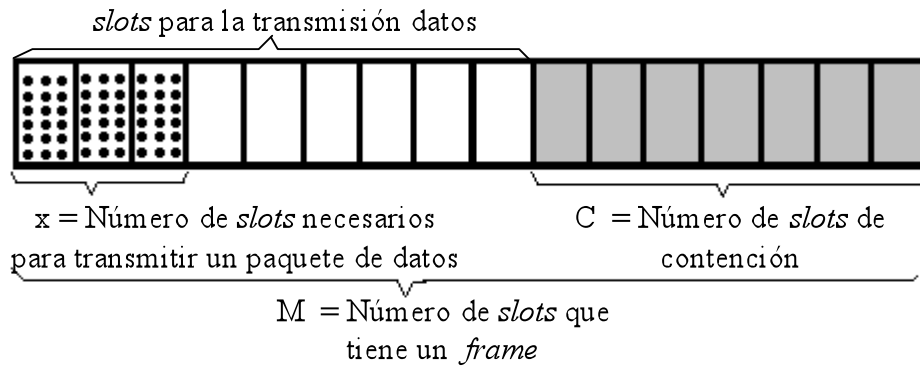 slots para la transmisión datos
x = Número de slots necesarios
para transmitir un paquete de datos
C = Número de slots de
contención
M = Número de slots que
tiene un frame